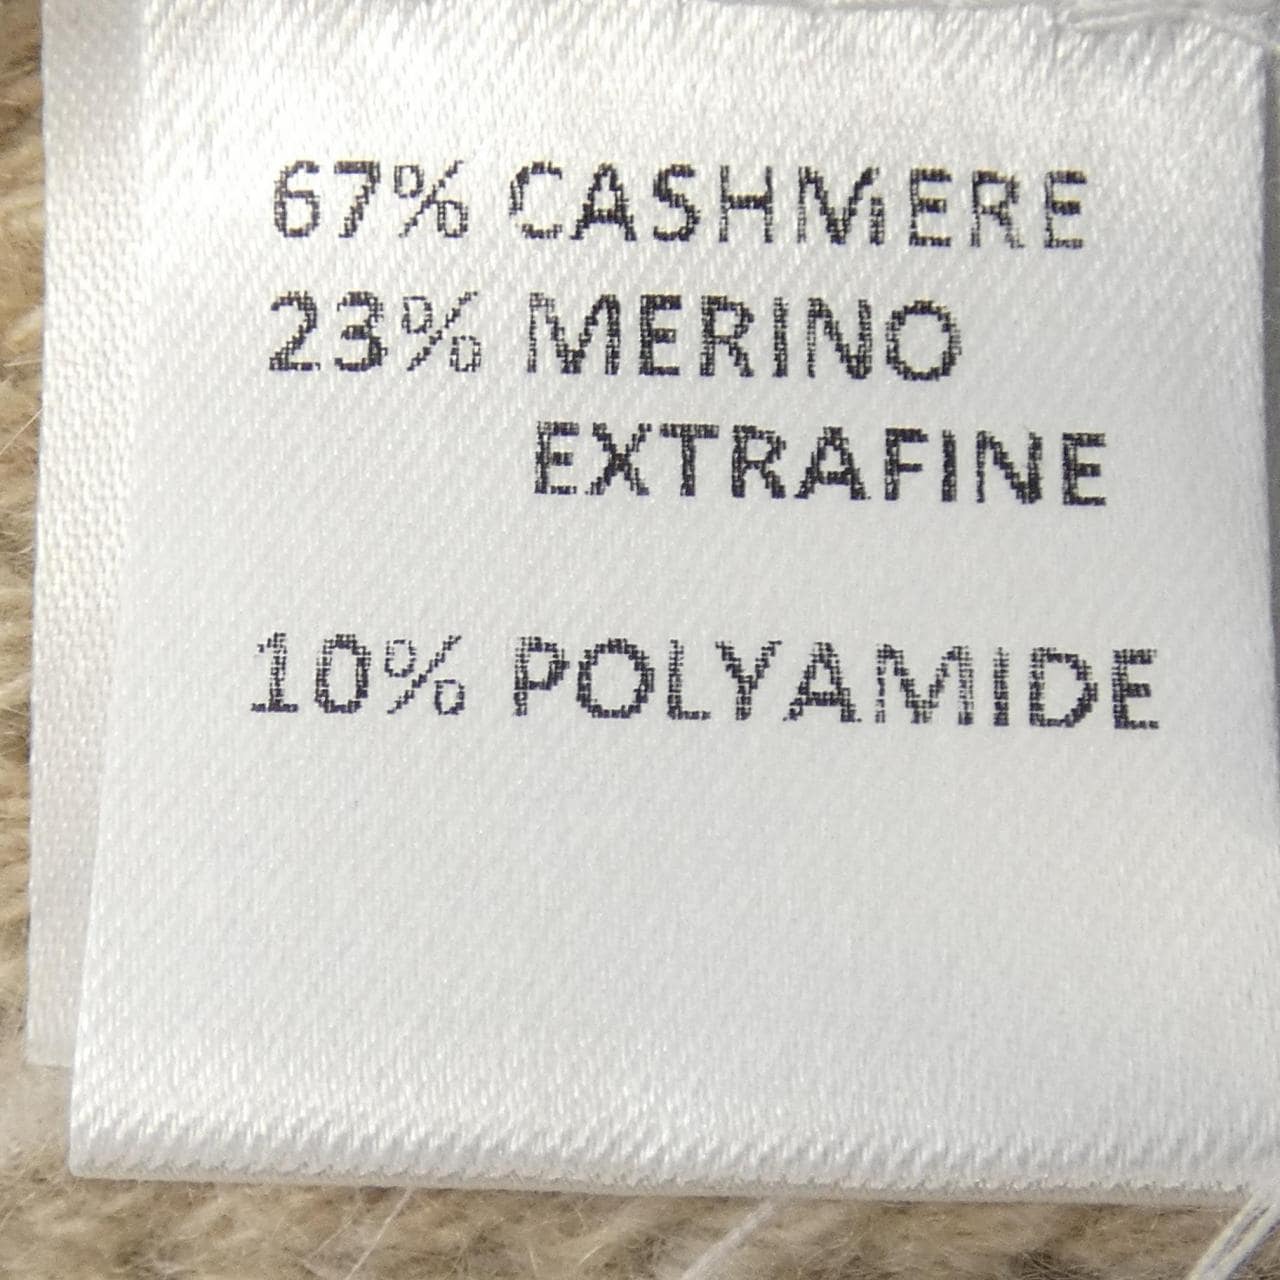 67% CASHMERE
23% MERINO
EXTRAFINE
10% POLYAMIDE